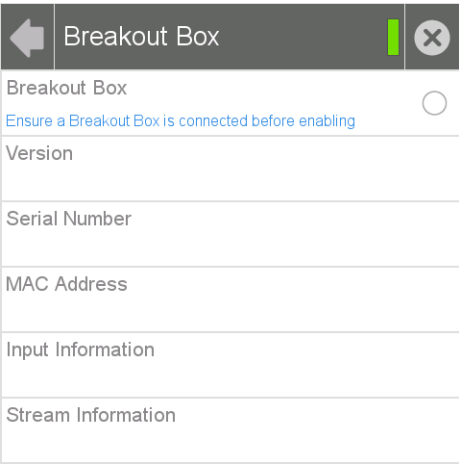 Breakout Box
Breakout Box
Ensure a Breakout Box is connected before enabling
Version
Serial Number
MAC Address
Input Information
Stream Information